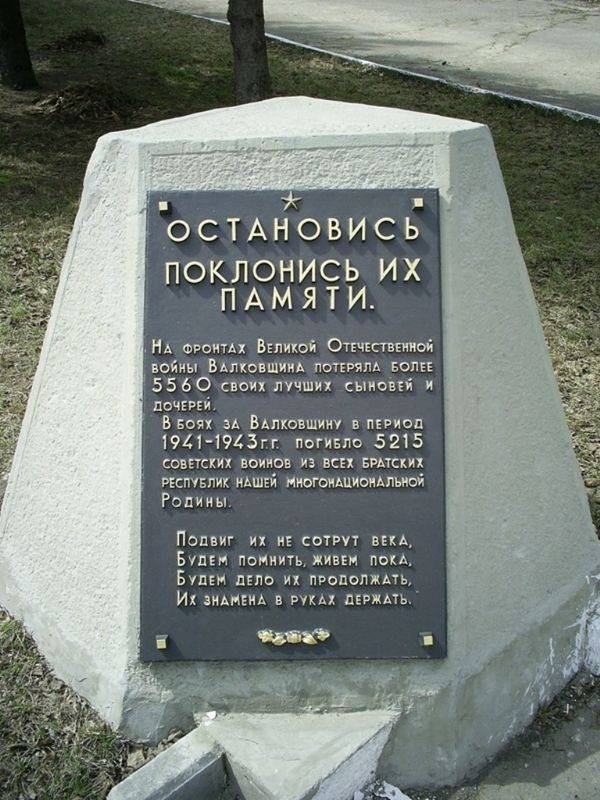 ОСТАНОВИСЬ
ПОКЛОНИСЬ ИХ
ПАМЯТИ.
НА ФРОНТАХ ВЕЛИКОЙ ОТЕЧЕСТВЕННОЙ
ВОЙНЫ ВАЛКОВЩИНА ПОТЕРЯЛА БОЛЕЕ
5560 СВОИХ ЛУЧШИХ СЫНОВЕЙ И
ДОЧЕРЕЙ.
В БОЯХ ЗА ВАЛКОВЩИНУ В ПЕРИОД
1941-1943 Г.Г. ПОГИБЛО 5215
СОВЕТСКИХ ВОИНОВ ИЗ ВСЕХ БРАТСКИХ
РЕСПУБЛИК НАШЕЙ МНОГОНАЦИОНАЛЬНОЙ
РОДИНЫ.
ПОДВИГ ИХ НЕ СОТРУТ ВЕКА,
БУДЕМ ПОМНИТЬ, ЖИВЕМ ПОКА,
БУДЕМ ДЕЛО ИХ ПРОДОЛЖАТЬ,
ИХ ЗНАМЕНА В РУКАХ ДЕРЖАТЬ.